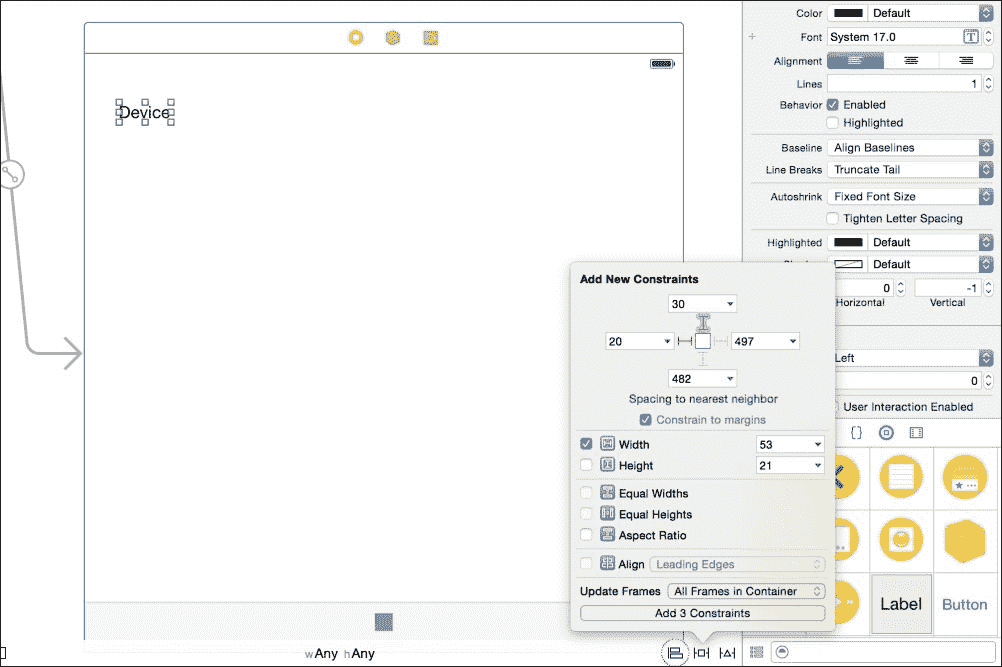 Color Default
Font System 17.0 T
Alignment
Lines 1
Behavior Enabled
Highlighted
Baseline Align Baselines
Line Breaks Truncate Tail
Autoshrink Fixed Font Size
Tighten Letter Spacing
Highlighted Default
Default
0 -1
Horizontal Vertical
Left
0
User Interaction Enabled
{}
Label Button
Device
Add New Constraints
30
20 497
482
Spacing to nearest neighbor
Constrain to margins
Width 53
Height 21
Equal Widths
Equal Heights
Aspect Ratio
Align Leading Edges
Update Frames All Frames in Container
Add 3 Constraints
wAny hAny